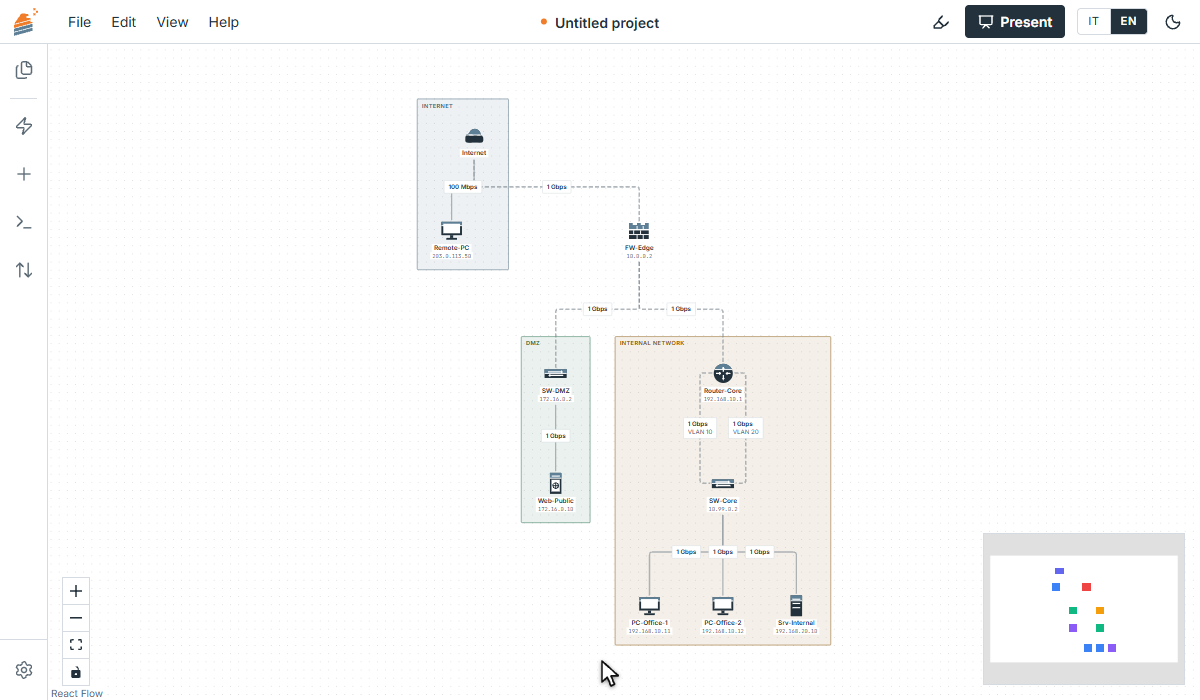 File Edit View Help
Untitled project
Present
IT EN
INTERNET
Internet
100 Mbps
1 Gbps
Remote-PC
203.0.113.50
FW-Edge
10.0.0.2
1 Gbps
1 Gbps
DMZ
SW-DMZ
172.16.0.2
1 Gbps
Web-Public
172.16.0.10
INTERNAL NETWORK
Router-Core
192.168.10.1
1 Gbps
VLAN 10
1 Gbps
VLAN 20
SW-Core
10.99.0.2
1 Gbps
1 Gbps
1 Gbps
PC-Office-1
192.168.10.11
PC-Office-2
192.168.10.12
Srv-Internal
192.168.20.10
React Flow